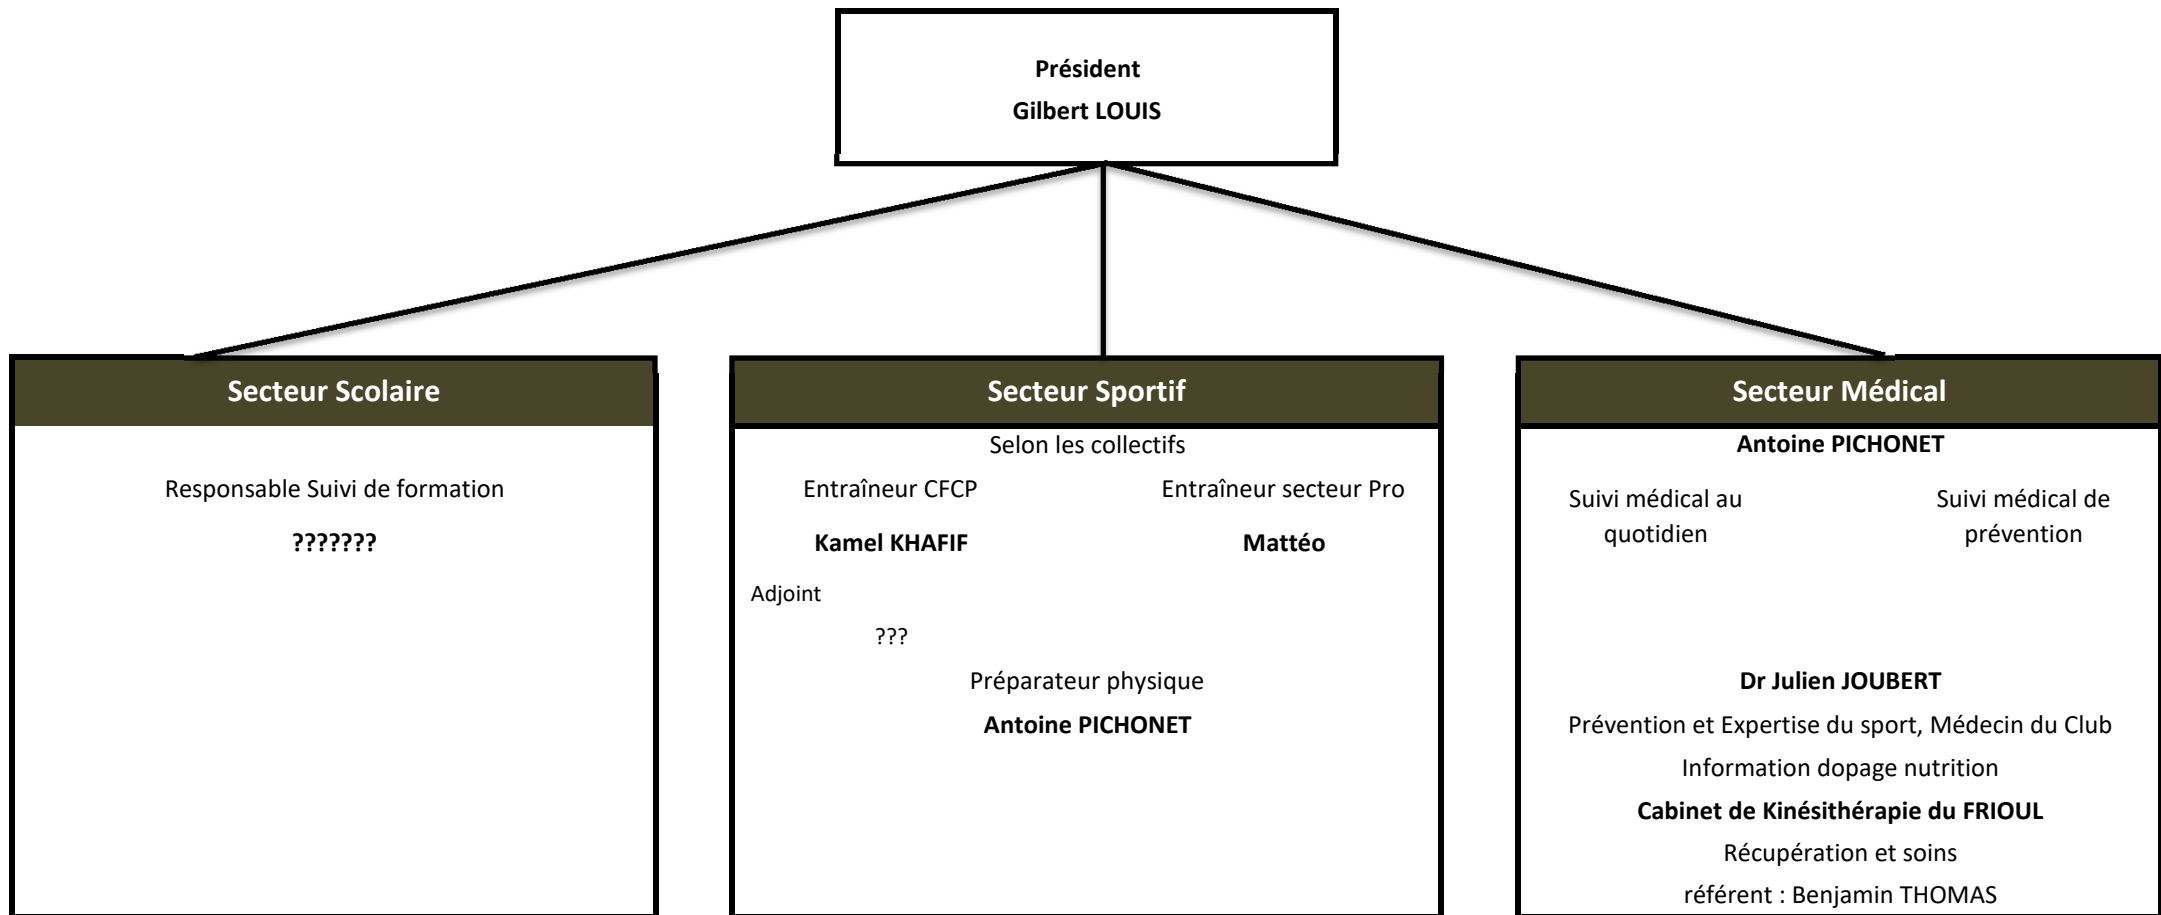 Président
Gilbert LOUIS
Secteur Scolaire
Responsable Suivi de formation
???????
Secteur Sportif
Selon les collectifs
Entraîneur CFCP
Entraîneur secteur Pro
Kamel KHAFIF
Mattéo
Adjoint
???
Préparateur physique
Antoine PICHONET
Secteur Médical
Antoine PICHONET
Suivi médical au
quotidien
Suivi médical de
prévention
Dr Julien JOUBERT
Prévention et Expertise du sport, Médecin du Club
Information dopage nutrition
Cabinet de Kinésithérapie du FRIOUL
Récupération et soins
référent : Benjamin THOMAS